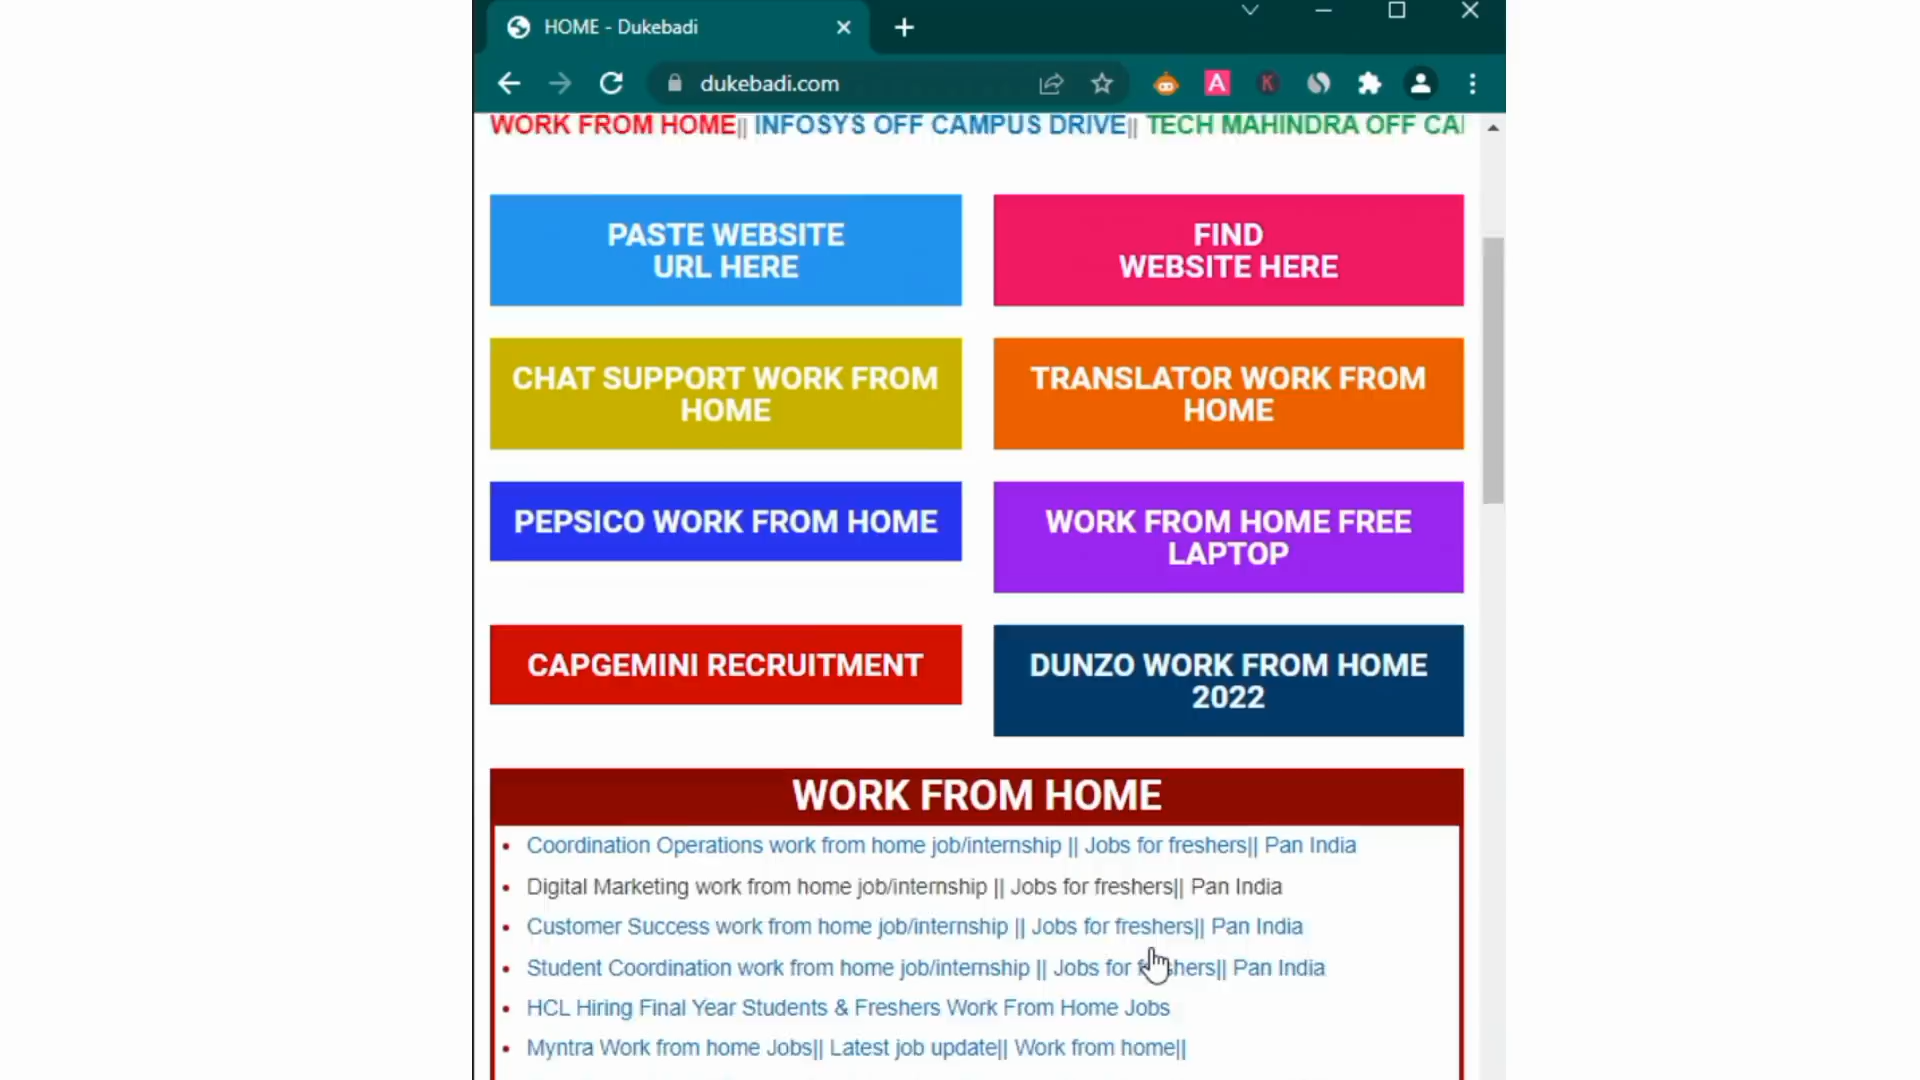 HOME - Dukebadi
dukebadi.com
A
K
WORK FROM HOME|| INFOSYS OFF CAMPUS DRIVE|| TECH MAHINDRA OFF CA
PASTE WEBSITE
URL HERE
FIND
WEBSITE HERE
CHAT SUPPORT WORK FROM
HOME
TRANSLATOR WORK FROM
HOME
PEPSICO WORK FROM HOME
WORK FROM HOME FREE
LAPTOP
CAPGEMINI RECRUITMENT
DUNZO WORK FROM HOME
2022
WORK FROM HOME
Coordination Operations work from home job/internship || Jobs for freshers|| Pan India
Digital Marketing work from home job/internship || Jobs for freshers|| Pan India
Customer Success work from home job/internship || Jobs for freshers|| Pan India
Student Coordination work from home job/internship || Jobs for freshers|| Pan India
HCL Hiring Final Year Students & Freshers Work From Home Jobs
Myntra Work from home Jobs|| Latest job update|| Work from home||